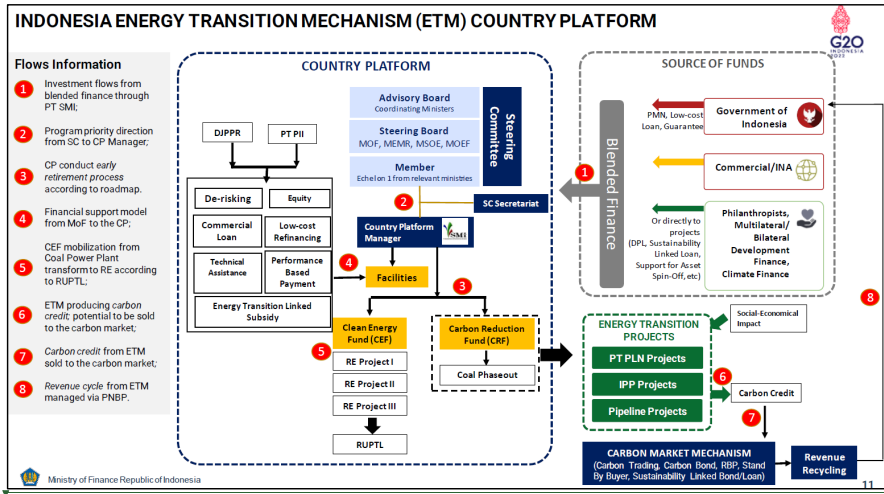 INDONESIA ENERGY TRANSITION MECHANISM (ETM) COUNTRY PLATFORM
G20
INDONESIA
2022
Flows Information
1
Investment flows from
blended finance through
PT SMI;
2
Program priority direction
from SC to CP Manager;
3
CP conduct early
retirement process
according to roadmap.
4
Financial support model
from MoF to the CP;
5
CEF mobilization from
Coal Power Plant
transform to RE according
to RUPTL;
6
ETM producing carbon
credit; potential to be sold
to the carbon market;
7
Carbon credit from ETM
sold to the carbon market;
8
Revenue cycle from ETM
managed via PNBP.
COUNTRY PLATFORM
DJPPR
PT PII
Advisory Board
Coordinating Ministers
Steering Board
MOF, MEMR, MSOE, MOEF
Member
Echelon 1 from relevant ministries
Steering
Committee
2
SC Secretariat
Country Platform
Manager
SMI
De-risking
Equity
Commercial
Loan
Low-cost
Refinancing
Technical
Assistance
Performance
Based
Payment
Energy Transition Linked
Subsidy
4
Facilities
3
Clean Energy
Fund (CEF)
5
RE Project I
RE Project II
RE Project III
RUPTL
Carbon Reduction
Fund (CRF)
Coal Phaseout
SOURCE OF FUNDS
1
Blended Finance
PMN, Low-cost
Loan, Guarantee
Government of
Indonesia
Commercial/INA
Or directly to
projects
(DPL, Sustainability
Linked Loan,
Support for Asset
Spin-Off, etc)
Philanthropists,
Multilateral/
Bilateral
Development
Finance,
Climate Finance
8
ENERGY TRANSITION
PROJECTS
PT PLN Projects
IPP Projects
Pipeline Projects
Social-Economical
Impact
6
Carbon Credit
7
CARBON MARKET MECHANISM
(Carbon Trading, Carbon Bond, RBP, Stand
By Buyer, Sustainability Linked Bond/Loan)
Revenue
Recycling
Ministry of Finance Republic of Indonesia
11